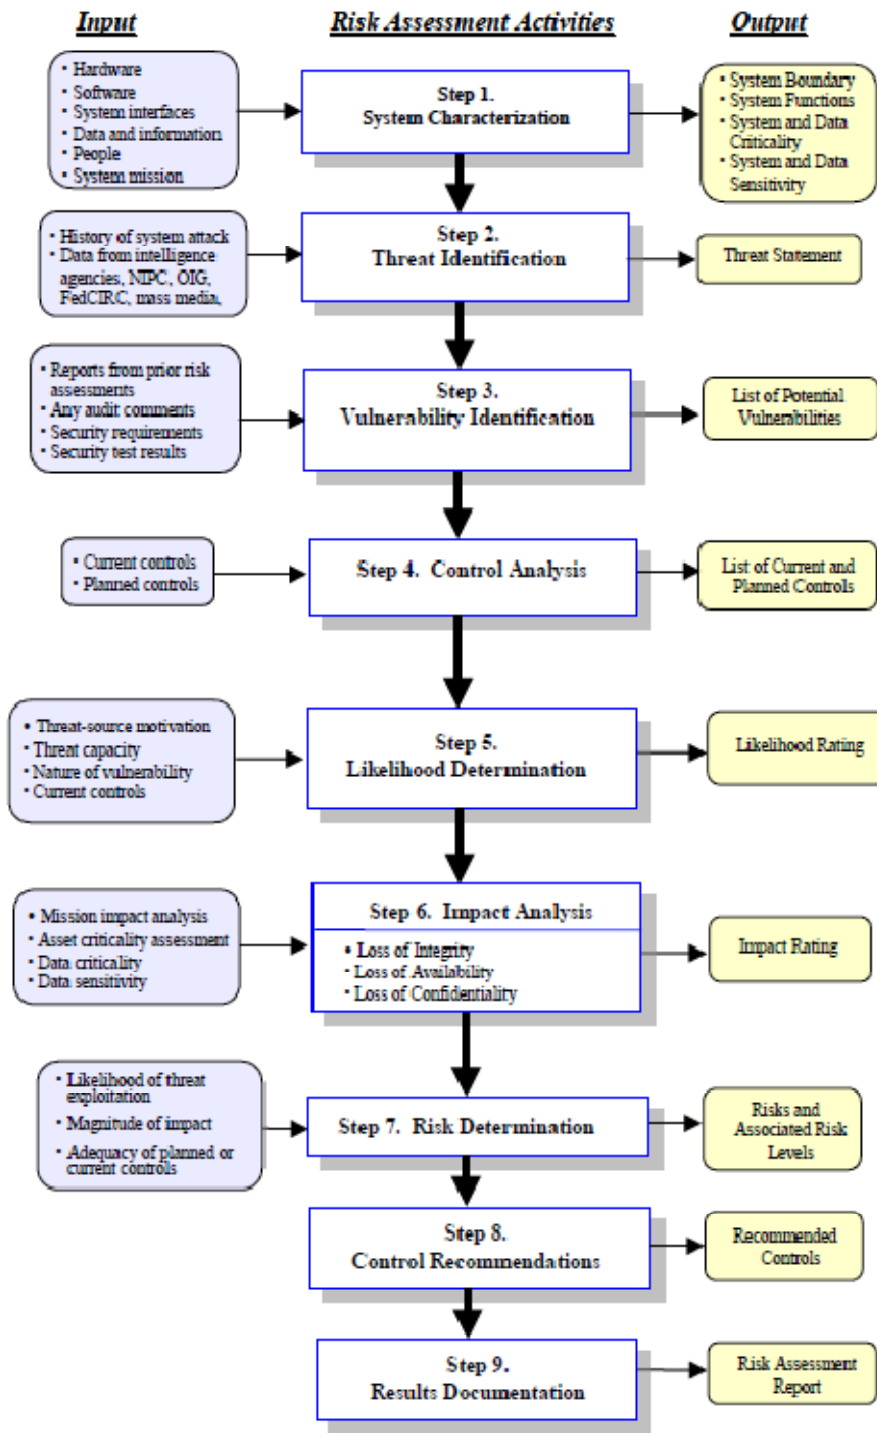 Input
Risk Assessment Activities
Output
• Hardware
• Software
• System interfaces
• Data and information
• People
• System mission
Step 1.
System Characterization
• System Boundary
• System Functions
• System and Data
Criticality
• System and Data
Sensitivity
• History of system attack
• Data from intelligence
agencies, NIPC, OIG,
FedCIRC, mass media,
Step 2.
Threat Identification
Threat Statement
• Reports from prior risk
assessments
• Any audit comments
• Security requirements
• Security test results
Step 3.
Vulnerability Identification
List of Potential
Vulnerabilities
• Current controls
• Planned controls
Step 4. Control Analysis
List of Current and
Planned Controls
• Threat-source motivation
• Threat capacity
• Nature of vulnerability
• Current controls
Step 5.
Likelihood Determination
Likelihood Rating
• Mission impact analysis
• Asset criticality assessment
• Data criticality
• Data sensitivity
Step 6. Impact Analysis
• Loss of Integrity
• Loss of Availability
• Loss of Confidentiality
Impact Rating
• Likelihood of threat
exploitation
• Magnitude of impact
• Adequacy of planned or
current controls
Step 7. Risk Determination
Risks and
Associated Risk
Levels
Step 8.
Control Recommendations
Recommended
Controls
Step 9.
Results Documentation
Risk Assessment
Report